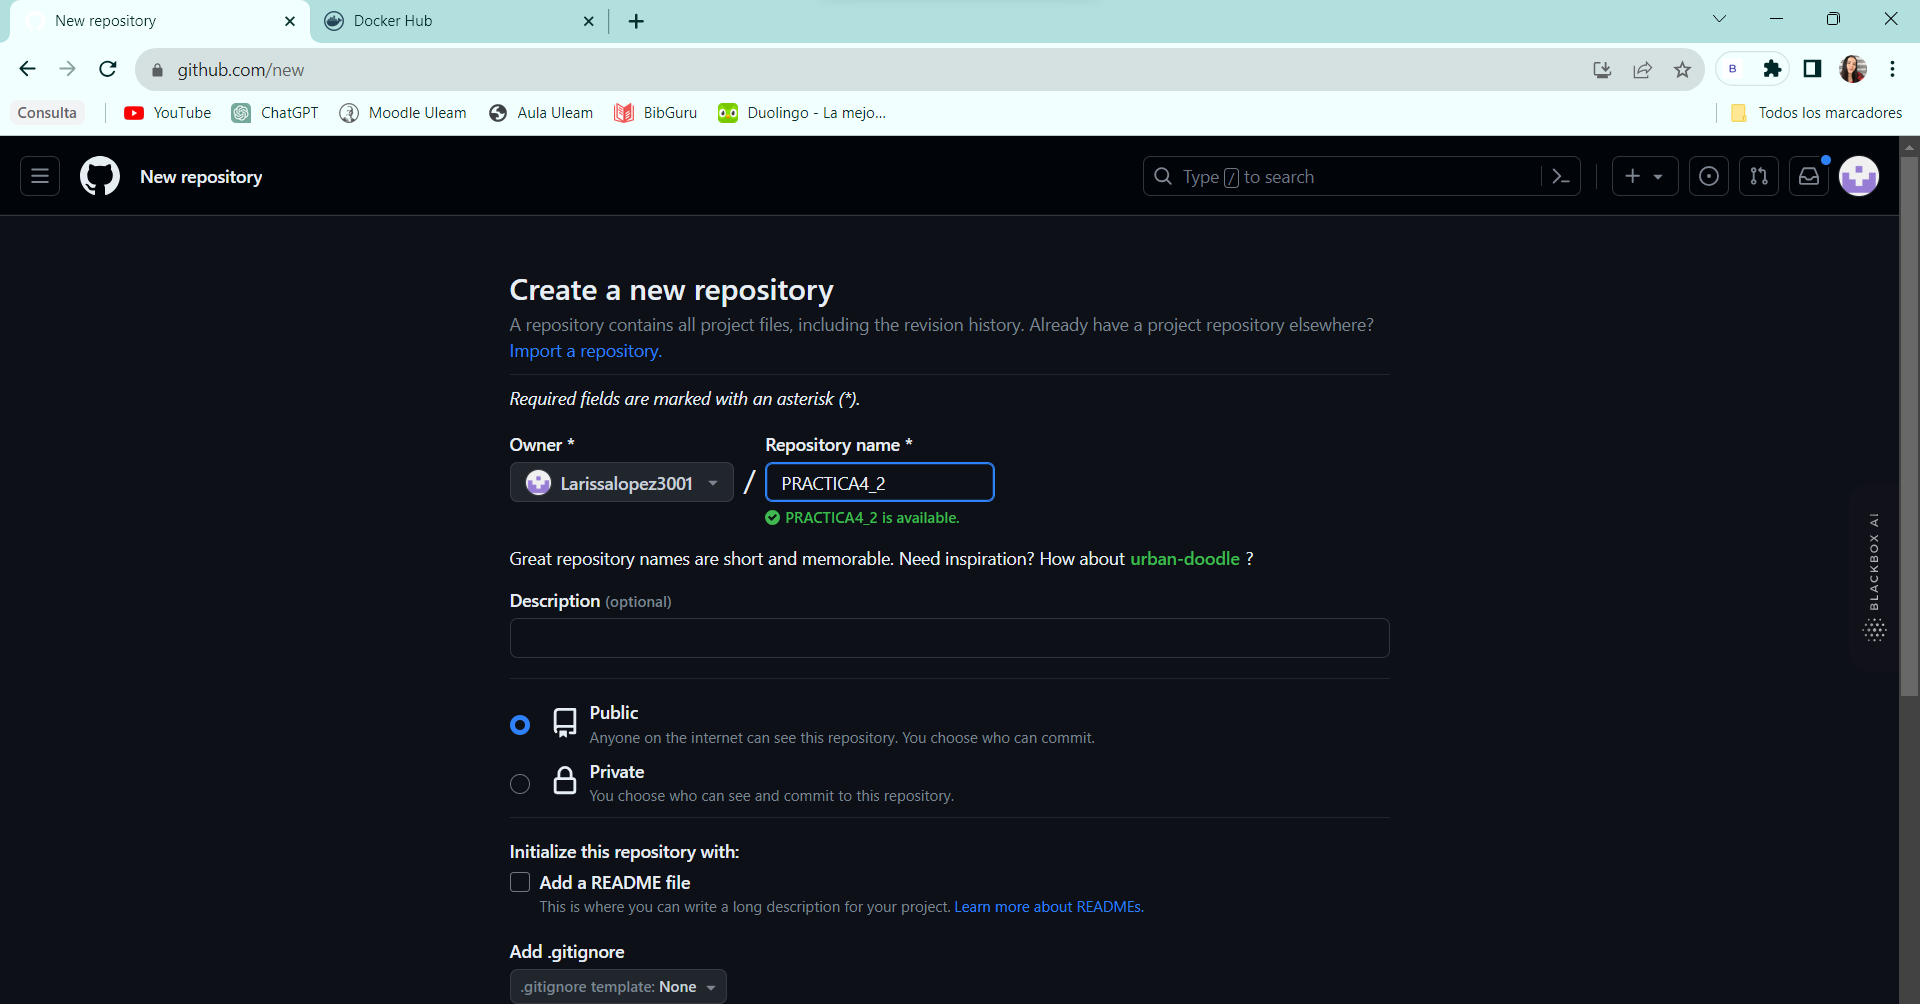 New repository
Docker Hub
github.com/new
B
Consulta
YouTube
ChatGPT
Moodle Uleam
Aula Uleam
BibGuru
Duolingo - La mejo...
Todos los marcadores
New repository
Type / to search
Create a new repository
A repository contains all project files, including the revision history. Already have a project repository elsewhere?
Import a repository.
Required fields are marked with an asterisk (*).
Owner *
Repository name *
Larissalopez3001
/
PRACTICA4_2
PRACTICA4_2 is available.
Great repository names are short and memorable. Need inspiration? How about urban-doodle ?
Description (optional)
Public
Anyone on the internet can see this repository. You choose who can commit.
Private
You choose who can see and commit to this repository.
Initialize this repository with:
Add a README file
This is where you can write a long description for your project. Learn more about READMEs.
Add .gitignore
.gitignore template: None
BLACKBOX AI